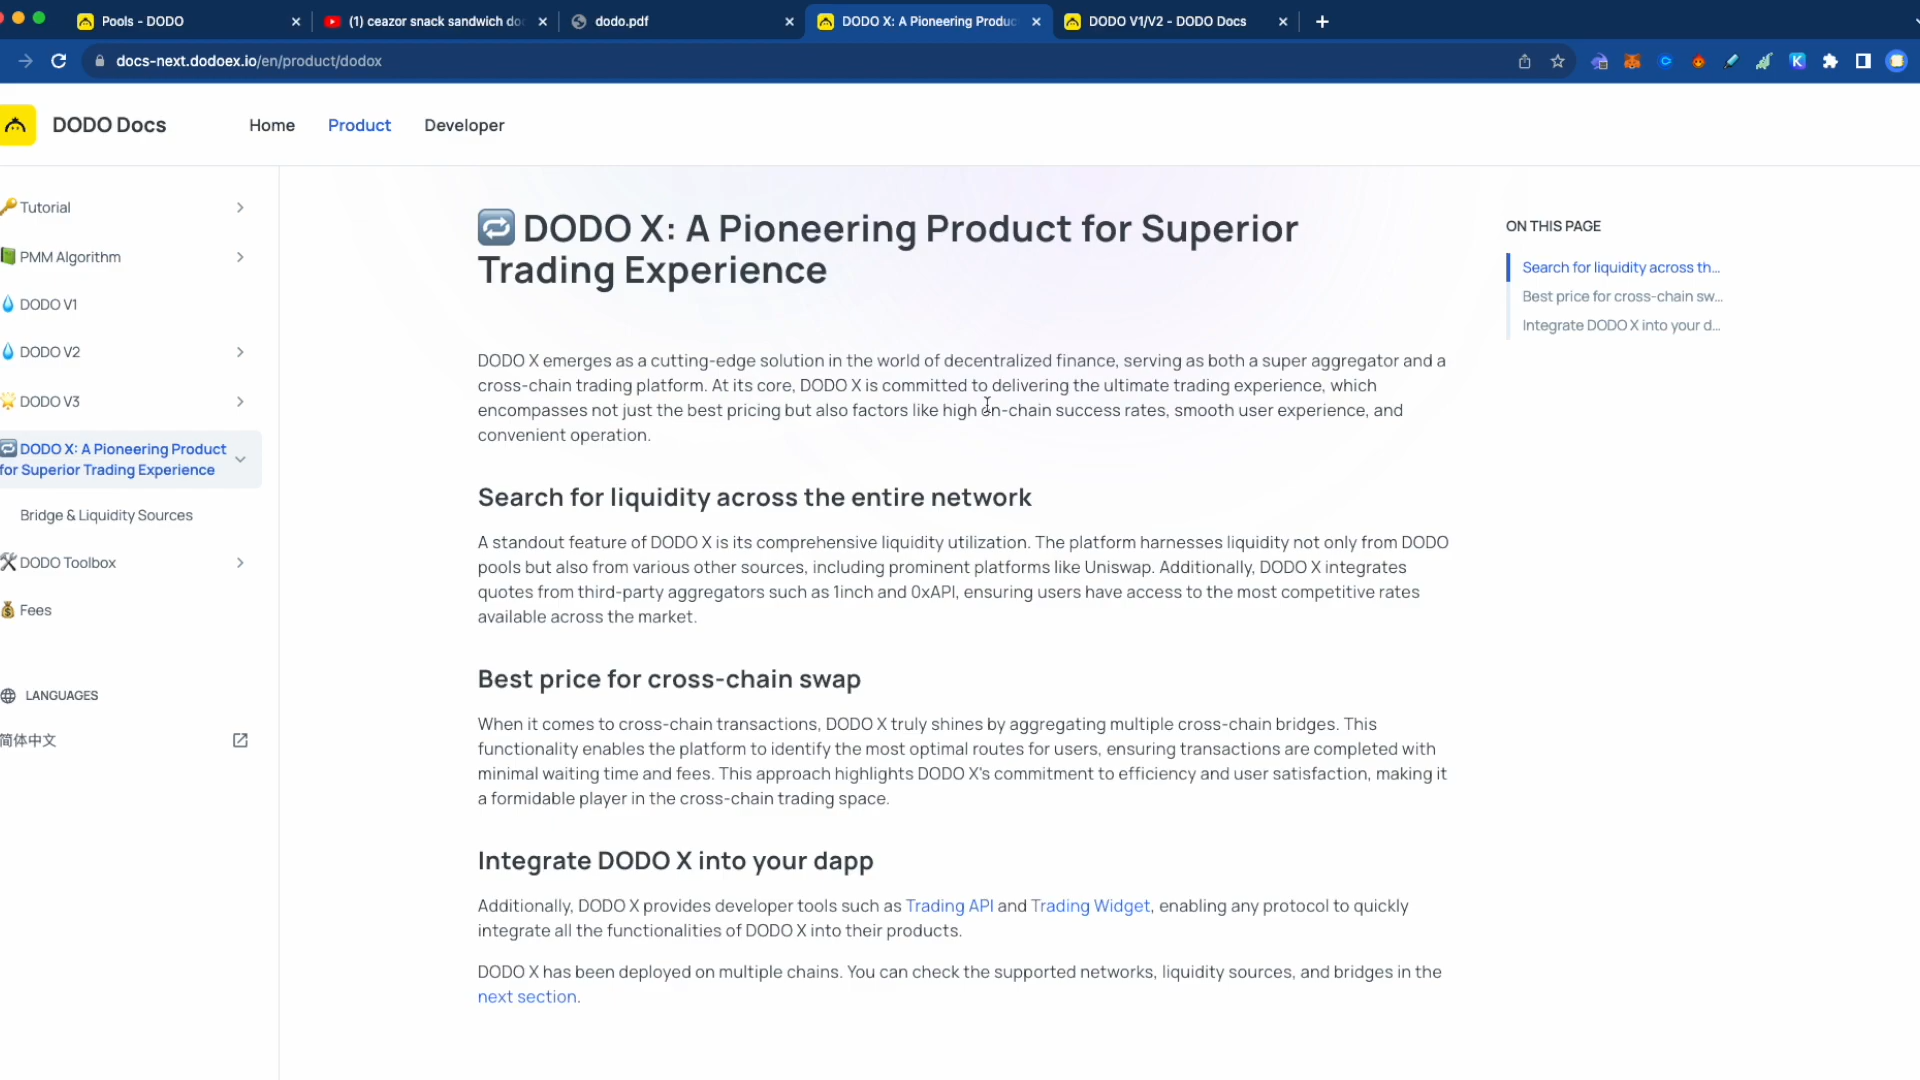 Pools - DODO
(1) ceazor snack sandwich do
dodo.pdf
DODO X: A Pioneering Produc
DODO V1/V2 - DODO Docs
docs-next.dodoex.io/en/product/dodox
DODO Docs
Home
Product
Developer
Tutorial
PMM Algorithm
DODO V1
DODO V2
DODO V3
DODO X: A Pioneering Product
for Superior Trading Experience
Bridge & Liquidity Sources
DODO Toolbox
Fees
LANGUAGES
简体中文
DODO X: A Pioneering Product for Superior
Trading Experience
DODO X emerges as a cutting-edge solution in the world of decentralized finance, serving as both a super aggregator and a
cross-chain trading platform. At its core, DODO X is committed to delivering the ultimate trading experience, which
encompasses not just the best pricing but also factors like high on-chain success rates, smooth user experience, and
convenient operation.
Search for liquidity across the entire network
A standout feature of DODO X is its comprehensive liquidity utilization. The platform harnesses liquidity not only from DODO
pools but also from various other sources, including prominent platforms like Uniswap. Additionally, DODO X integrates
quotes from third-party aggregators such as 1inch and 0xAPI, ensuring users have access to the most competitive rates
available across the market.
Best price for cross-chain swap
When it comes to cross-chain transactions, DODO X truly shines by aggregating multiple cross-chain bridges. This
functionality enables the platform to identify the most optimal routes for users, ensuring transactions are completed with
minimal waiting time and fees. This approach highlights DODO X's commitment to efficiency and user satisfaction, making it
a formidable player in the cross-chain trading space.
Integrate DODO X into your dapp
Additionally, DODO X provides developer tools such as Trading API and Trading Widget, enabling any protocol to quickly
integrate all the functionalities of DODO X into their products.
DODO X has been deployed on multiple chains. You can check the supported networks, liquidity sources, and bridges in the
next section.
ON THIS PAGE
Search for liquidity across th...
Best price for cross-chain sw...
Integrate DODO X into your d...